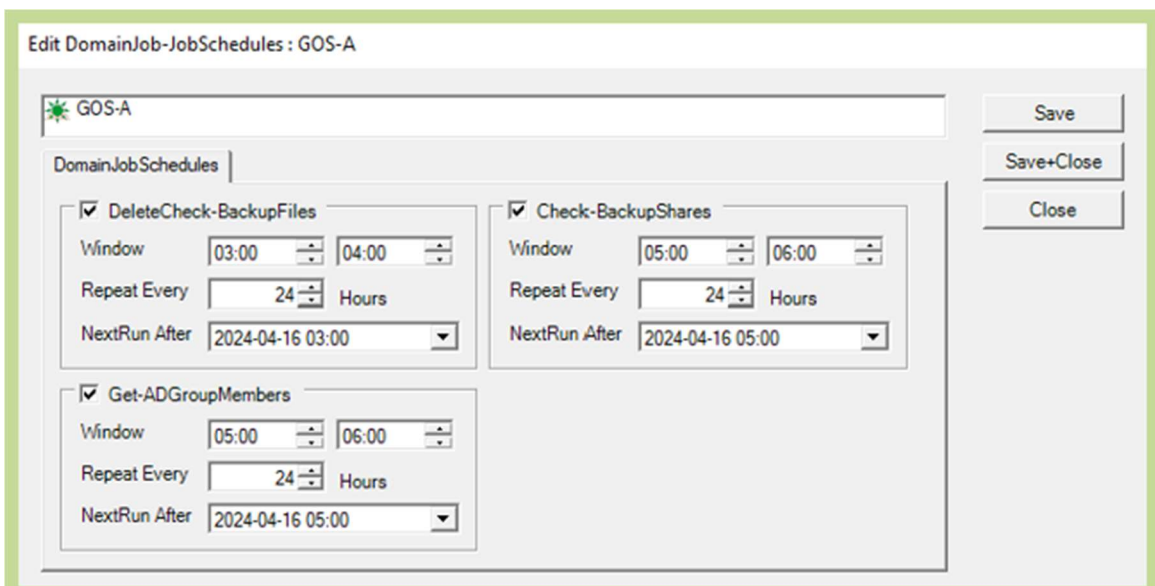 Edit DomainJob-JobSchedules : GOS-A
GOS-A
Save
DomainJobSchedules
Save+Close
Close
DeleteCheck-BackupFiles
Window 03:00 04:00
Repeat Every 24 Hours
NextRun After 2024-04-16 03:00
Check-BackupShares
Window 05:00 06:00
Repeat Every 24 Hours
NextRun After 2024-04-16 05:00
Get-ADGroupMembers
Window 05:00 06:00
Repeat Every 24 Hours
NextRun After 2024-04-16 05:00